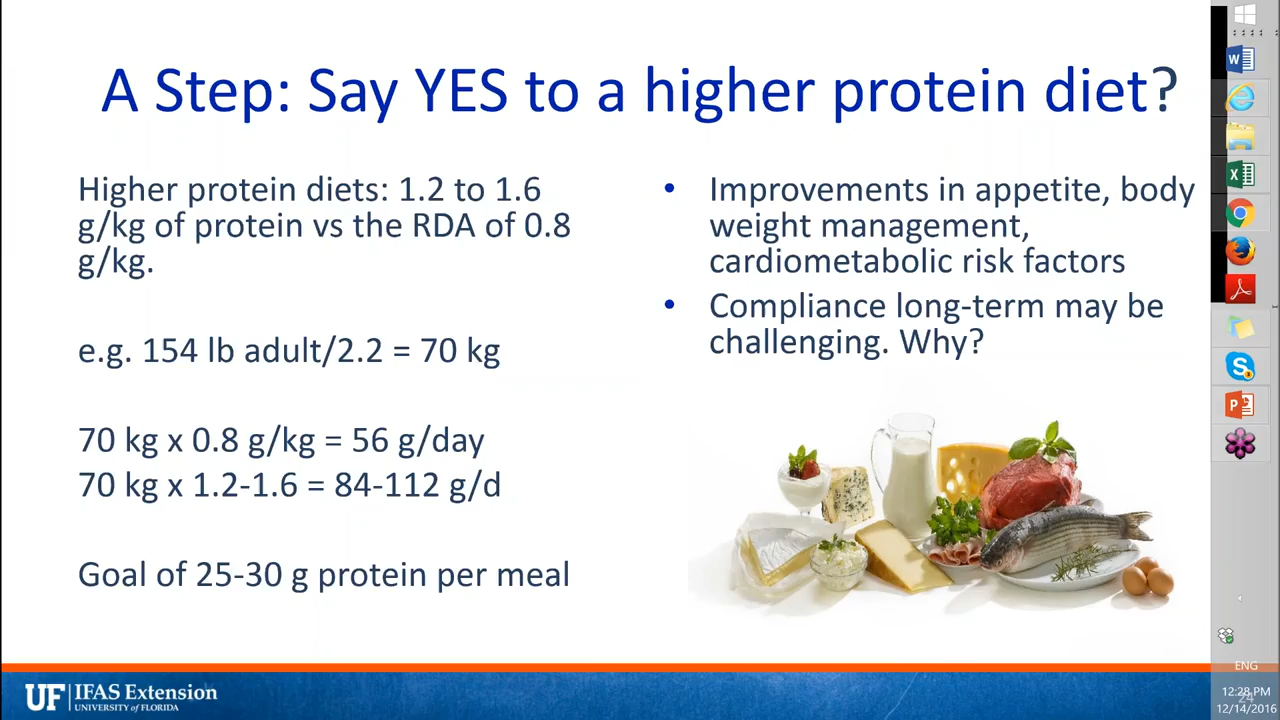 A Step: Say YES to a higher protein diet?
Higher protein diets: 1.2 to 1.6
g/kg of protein vs the RDA of 0.8
g/kg.
e.g. 154 lb adult/2.2 = 70 kg
70 kg x 0.8 g/kg = 56 g/day
70 kg x 1.2-1.6 = 84-112 g/d
Goal of 25-30 g protein per meal
• Improvements in appetite, body
weight management,
cardiometabolic risk factors
• Compliance long-term may be
challenging. Why?
UF IFAS Extension
UNIVERSITY of FLORIDA
ENG
12:28 PM
24
12/14/2016